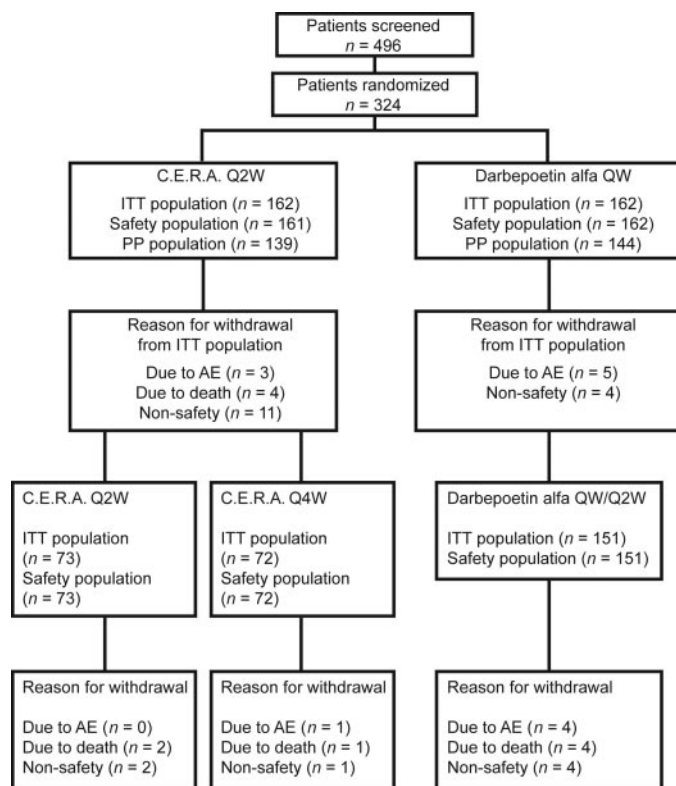 Patients screened
n = 496
Patients randomized
n = 324
C.E.R.A. Q2W
ITT population (n = 162)
Safety population (n = 161)
PP population (n = 139)
Darbepoetin alfa QW
ITT population (n = 162)
Safety population (n = 162)
PP population (n = 144)
Reason for withdrawal
from ITT population
Due to AE (n = 3)
Due to death (n = 4)
Non-safety (n = 11)
Reason for withdrawal
from ITT population
Due to AE (n = 5)
Non-safety (n = 4)
C.E.R.A. Q2W
ITT population
(n = 73)
Safety population
(n = 73)
C.E.R.A. Q4W
ITT population
(n = 72)
Safety population
(n = 72)
Darbepoetin alfa QW/Q2W
ITT population (n = 151)
Safety population (n = 151)
Reason for withdrawal
Due to AE (n = 0)
Due to death (n = 2)
Non-safety (n = 2)
Reason for withdrawal
Due to AE (n = 1)
Due to death (n = 1)
Non-safety (n = 1)
Reason for withdrawal
Due to AE (n = 4)
Due to death (n = 4)
Non-safety (n = 4)